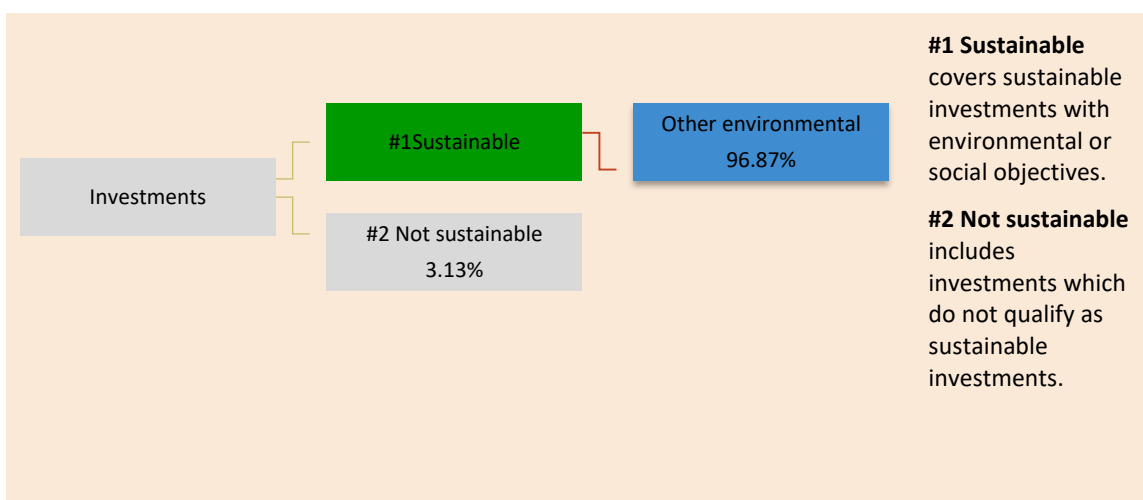 Investments
#1Sustainable
Other environmental
96.87%
#2 Not sustainable
3.13%
#1 Sustainable
covers sustainable
investments with
environmental or
social objectives.
#2 Not sustainable
includes
investments which
do not qualify as
sustainable
investments.